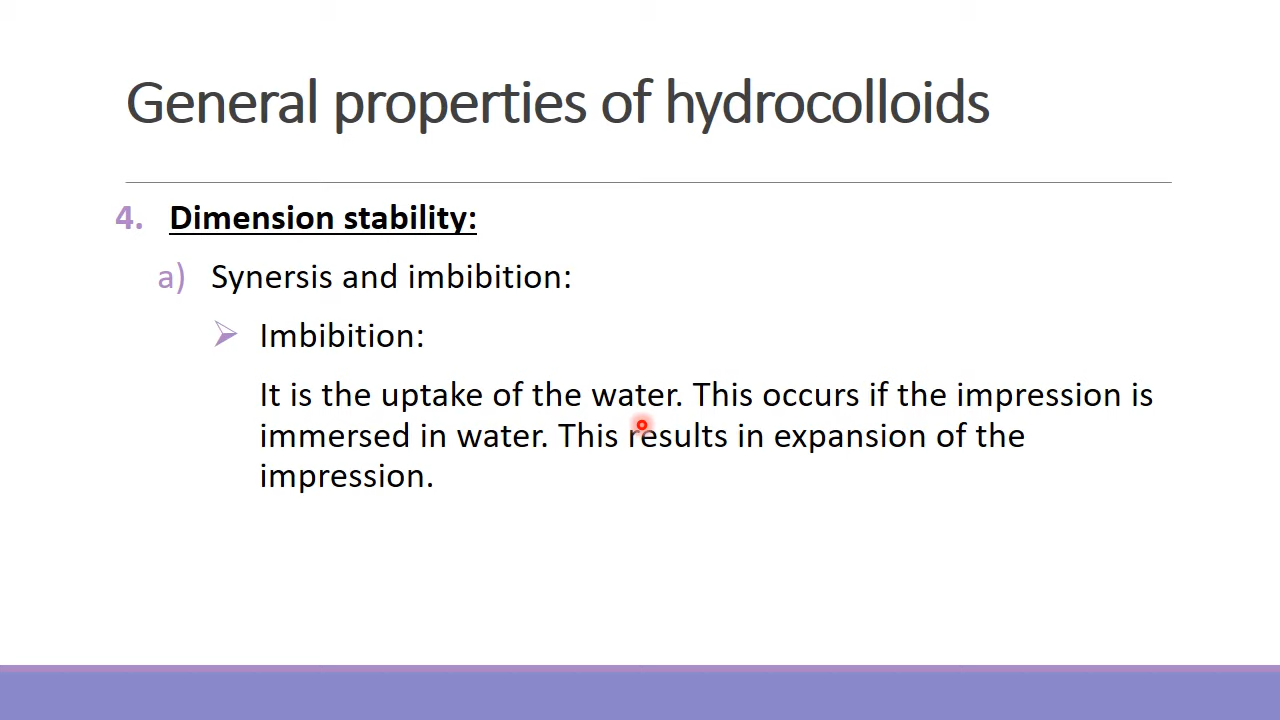 General properties of hydrocolloids
4. Dimension stability:
a) Synersis and imbibition:
Imbibition:
It is the uptake of the water. This occurs if the impression is
immersed in water. This results in expansion of the
impression.